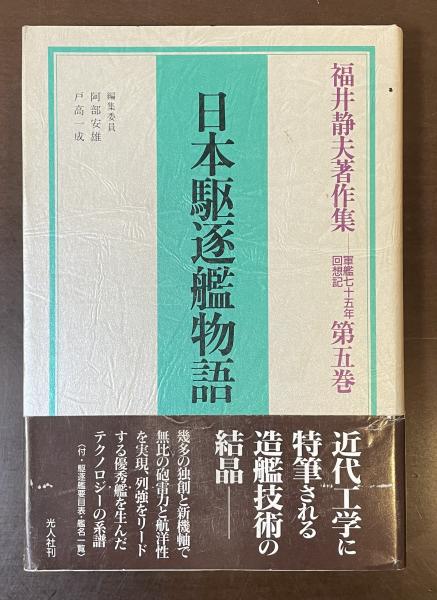 福井静夫著作集
軍艦七十五年
回想記
第五巻
日本駆逐艦物語
編集委員
阿部安雄
戸高一成
近代工学に
特筆される
造艦技術の
結晶――
幾多の独創と新機軸で
無比の砲雷力と航洋性
を実現、列強をリード
する優秀艦を生んだ
テクノロジーの系譜
〈付・駆逐艦要目表・艦名一覧〉
光人社刊